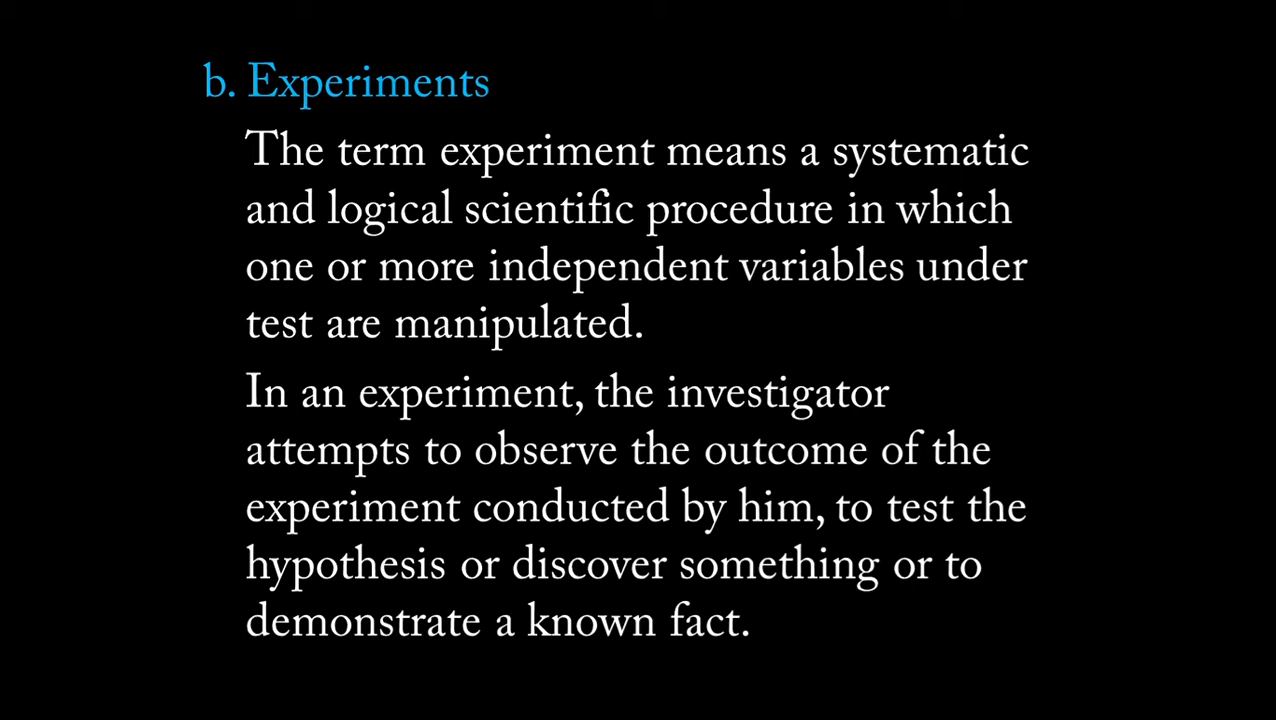 b. Experiments
The term experiment means a systematic
and logical scientific procedure in which
one or more independent variables under
test are manipulated.
In an experiment, the investigator
attempts to observe the outcome of the
experiment conducted by him, to test the
hypothesis or discover something or to
demonstrate a known fact.